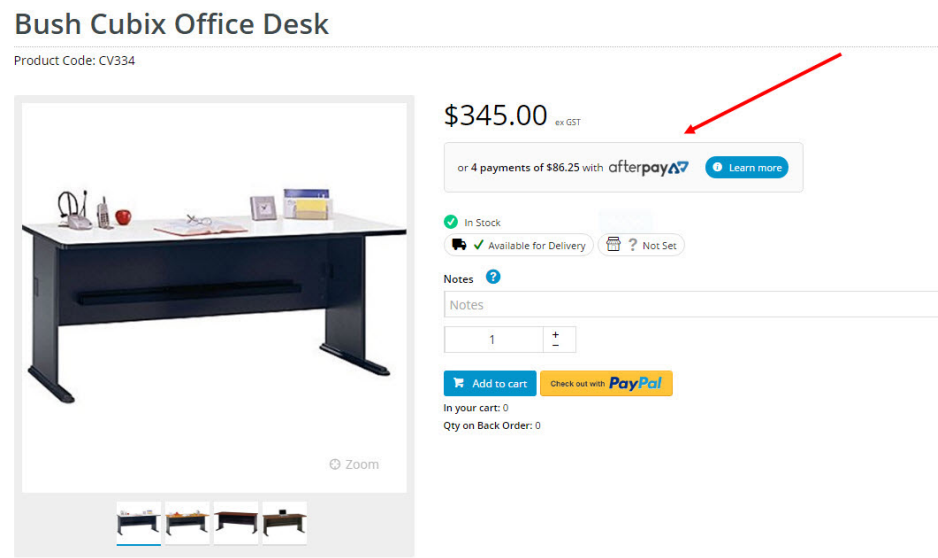 Bush Cubix Office Desk
Product Code: CV334
$345.00 ex GST
or 4 payments of $86.25 with afterpay Learn more
In Stock
Available for Delivery ? Not Set
Notes ?
Notes
1 + −
Add to cart Check out with PayPal
In your cart: 0
Qty on Back Order: 0
Zoom